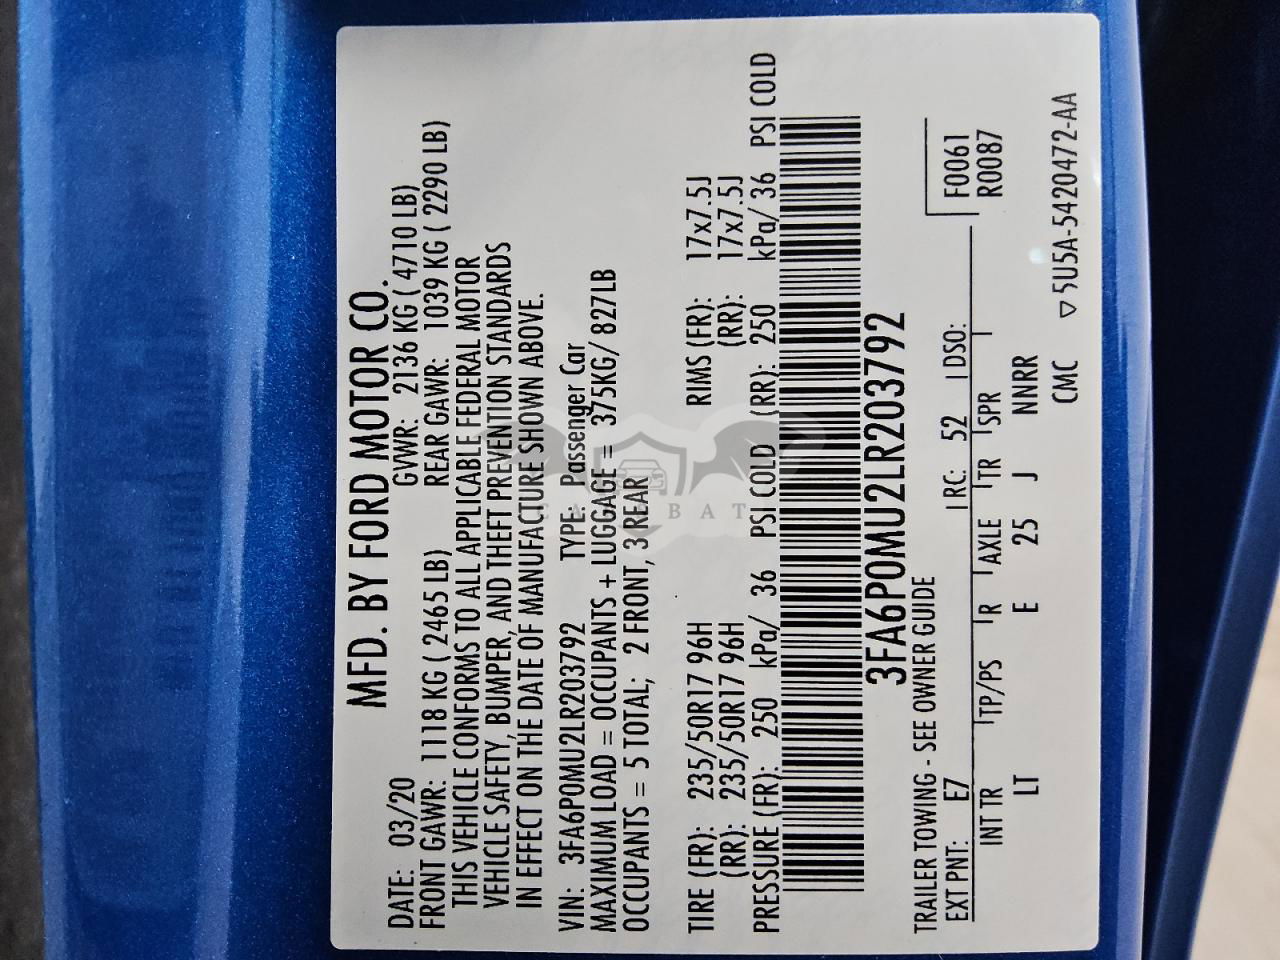 MFD. BY FORD MOTOR CO.
DATE: 03/20 GVWR: 2136 KG ( 4710 LB)
FRONT GAWR: 1118 KG ( 2465 LB) REAR GAWR: 1039 KG ( 2290 LB)
THIS VEHICLE CONFORMS TO ALL APPLICABLE FEDERAL MOTOR
VEHICLE SAFETY, BUMPER, AND THEFT PREVENTION STANDARDS
IN EFFECT ON THE DATE OF MANUFACTURE SHOWN ABOVE.
VIN: 3FA6P0MU2LR203792 TYPE: Passenger Car
MAXIMUM LOAD = OCCUPANTS + LUGGAGE = 375KG/ 827LB
OCCUPANTS = 5 TOTAL; 2 FRONT, 3 REAR
TIRE (FR): 235/50R17 96H RIMS (FR): 17x7.5J
(RR): 235/50R17 96H (RR): 17x7.5J
PRESSURE (FR): 250 kPa/ 36 PSI COLD (RR): 250 kPa/ 36 PSI COLD
3FA6P0MU2LR203792
TRAILER TOWING - SEE OWNER GUIDE
EXT PNT: E7 RC: 52 DSO: F0061
INT TR TP/PS R AXLE TR SPR R0087
LT E 25 J NNRR
CMC ▽ 5U5A-5420472-AA